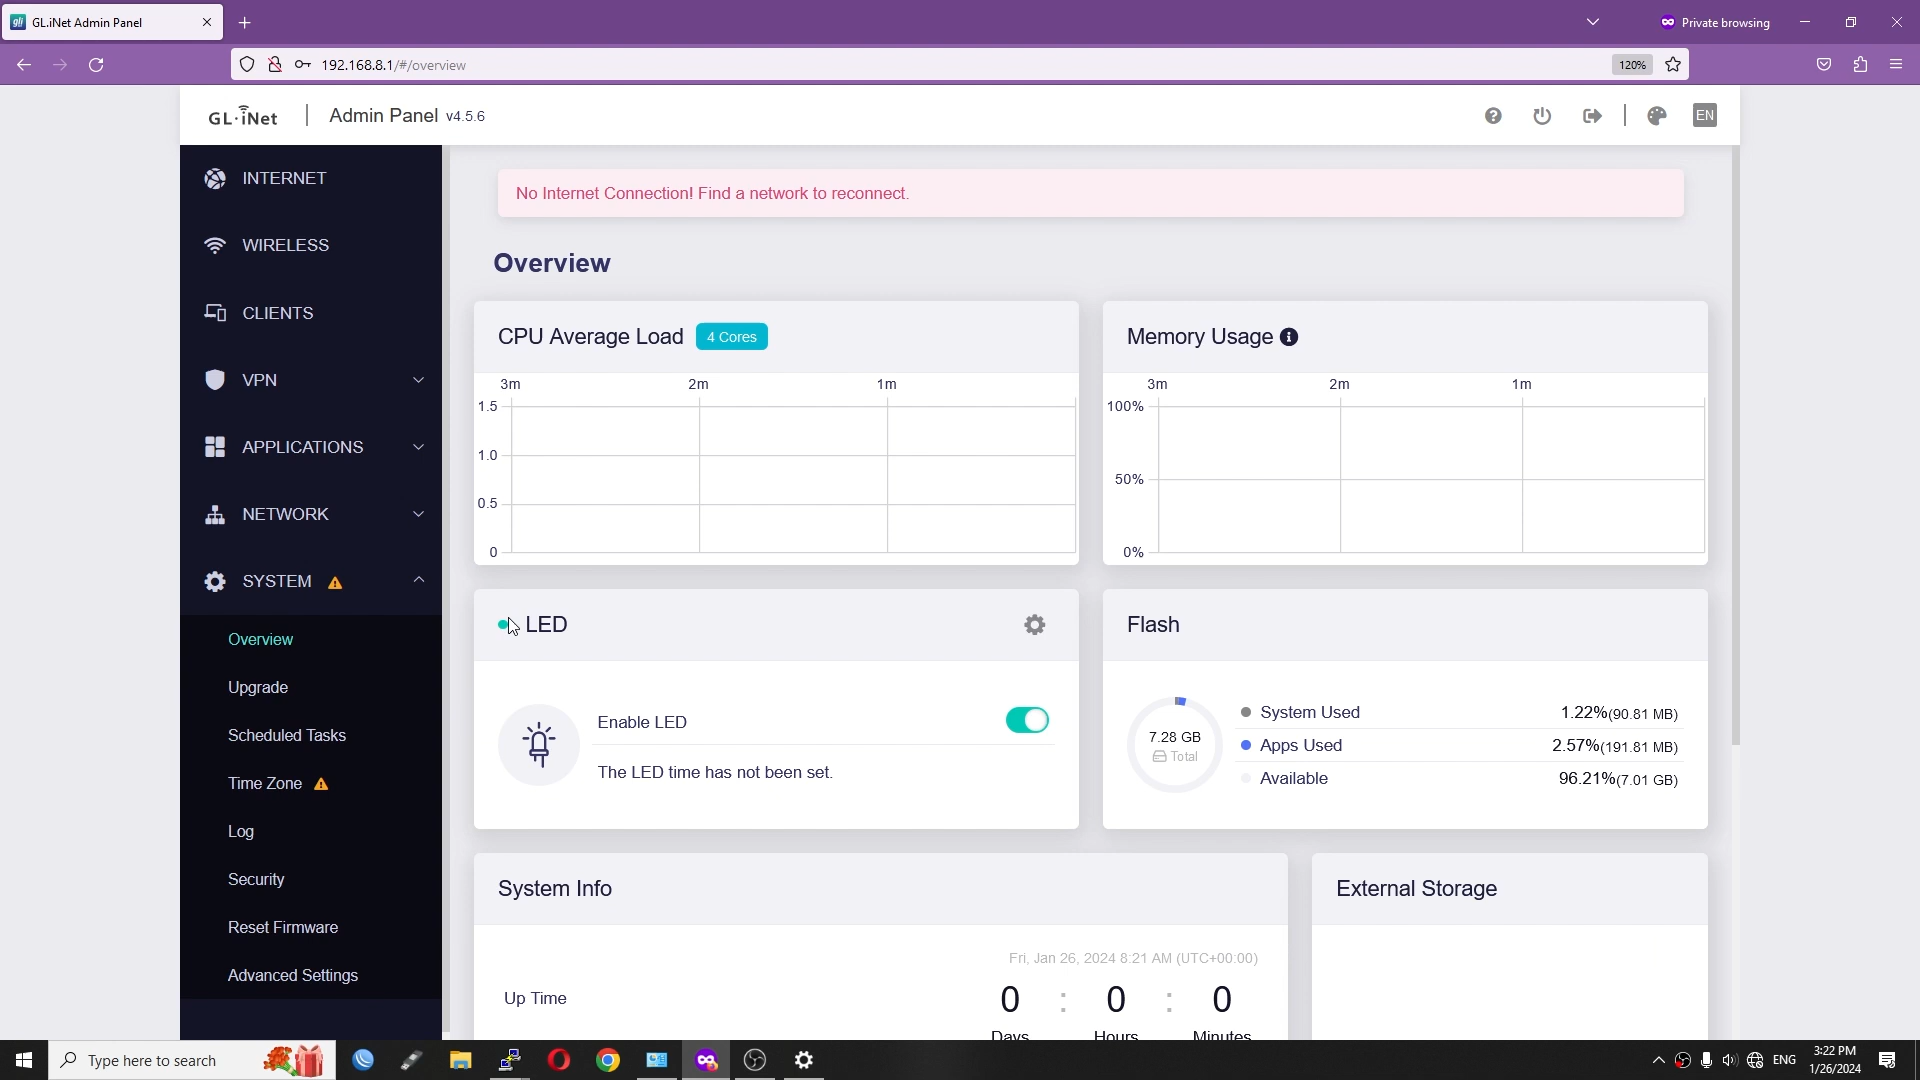 GL.iNet Admin Panel
Private browsing
192.168.8.1/#/overview
120%
GL·iNet
Admin Panel v4.5.6
EN
INTERNET
WIRELESS
CLIENTS
VPN
APPLICATIONS
NETWORK
SYSTEM
Overview
Upgrade
Scheduled Tasks
Time Zone
Log
Security
Reset Firmware
Advanced Settings
No Internet Connection! Find a network to reconnect.
Overview
CPU Average Load 4 Cores
3m 2m 1m
1.5
1.0
0.5
0
Memory Usage
3m 2m 1m
100%
50%
0%
LED
Enable LED
The LED time has not been set.
Flash
7.28 GB
Total
System Used 1.22%(90.81 MB)
Apps Used 2.57%(191.81 MB)
Available 96.21%(7.01 GB)
System Info
Fri, Jan 26, 2024 8:21 AM (UTC+00:00)
Up Time
0 : 0 : 0
Days Hours Minutes
External Storage
Type here to search
ENG
3:22 PM
1/26/2024